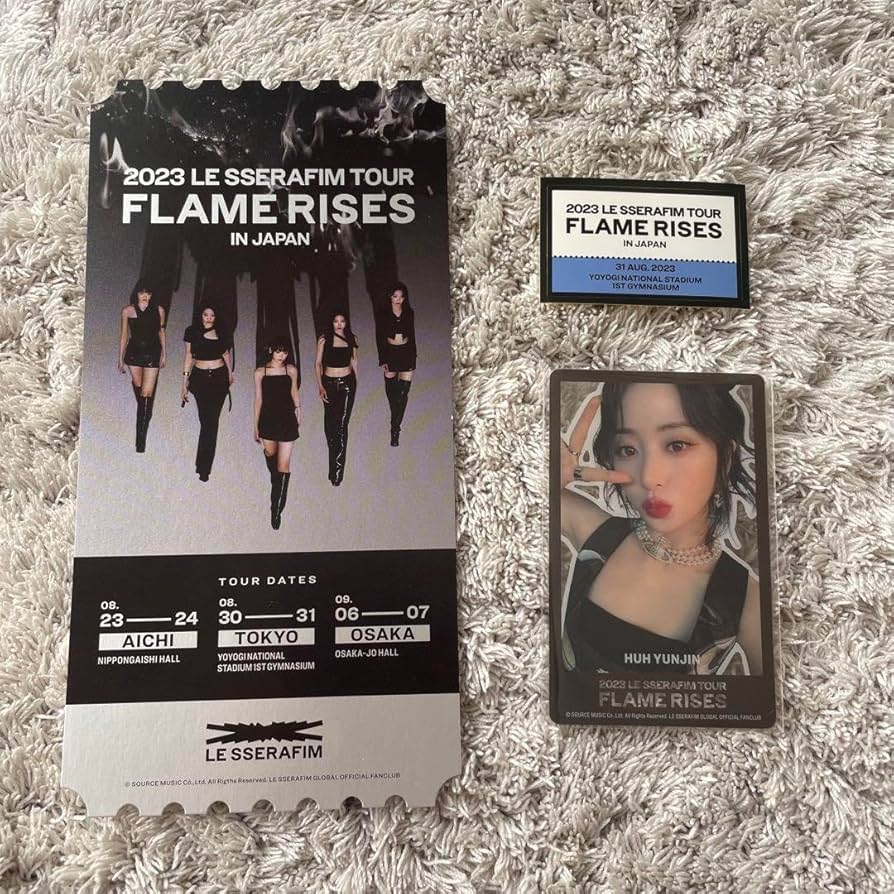 2023 LE SSERAFIM TOUR
FLAME RISES
IN JAPAN
TOUR DATES
08.
23 — 24
AICHI
NIPPONGAISHI HALL
08.
30 — 31
TOKYO
YOYOGI NATIONAL
STADIUM 1ST GYMNASIUM
09.
06 — 07
OSAKA
OSAKA-JO HALL
LE SSERAFIM
© SOURCE MUSIC Co.,Ltd. All Rigths Reserved. LE SSERAFIM GLOBAL OFFICIAL FANCLUB
2023 LE SSERAFIM TOUR
FLAME RISES
IN JAPAN
31 AUG. 2023
YOYOGI NATIONAL STADIUM
1ST GYMNASIUM
HUH YUNJIN
2023 LE SSERAFIM TOUR
FLAME RISES
© SOURCE MUSIC Co.,Ltd. All Rights Reserved. LE SSERAFIM GLOBAL OFFICIAL FANCLUB